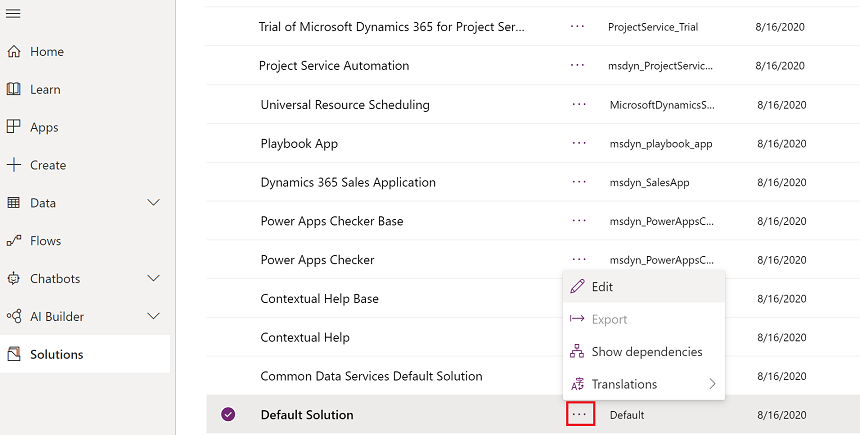 Home
Learn
Apps
Create
Data
Flows
Chatbots
AI Builder
Solutions
Trial of Microsoft Dynamics 365 for Project Ser... ··· ProjectService_Trial 8/16/2020
Project Service Automation ··· msdyn_ProjectServic... 8/16/2020
Universal Resource Scheduling ··· MicrosoftDynamicsS... 8/16/2020
Playbook App ··· msdyn_playbook_app 8/16/2020
Dynamics 365 Sales Application ··· msdyn_SalesApp 8/16/2020
Power Apps Checker Base ··· msdyn_PowerAppsC... 8/16/2020
Power Apps Checker ··· msdyn_PowerAppsC... 8/16/2020
Contextual Help Base 8/16/2020
Contextual Help 8/16/2020
Common Data Services Default Solution 8/16/2020
Default Solution ··· Default 8/16/2020
Edit
Export
Show dependencies
Translations